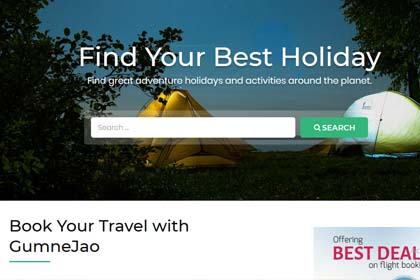 Find Your Best Holiday
Find great adventure holidays and activities around the planet.
Search ...
SEARCH
Book Your Travel with
GumneJao
Offering
BEST DEAL
on flight booki